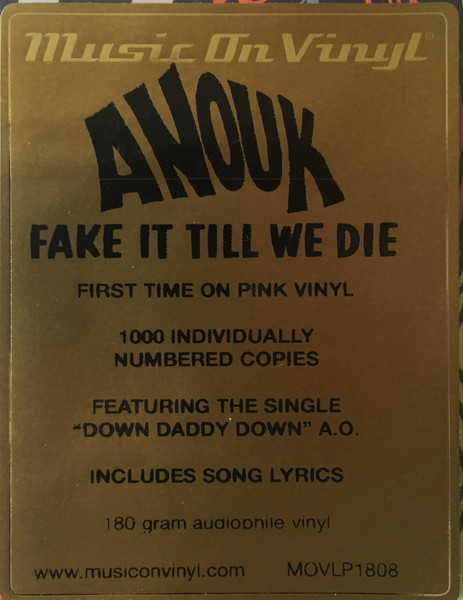 Music On Vinyl®
ANOUK
FAKE IT TILL WE DIE
FIRST TIME ON PINK VINYL
1000 INDIVIDUALLY
NUMBERED COPIES
FEATURING THE SINGLE
“DOWN DADDY DOWN” A.O.
INCLUDES SONG LYRICS
180 gram audiophile vinyl
www.musiconvinyl.com MOVLP1808